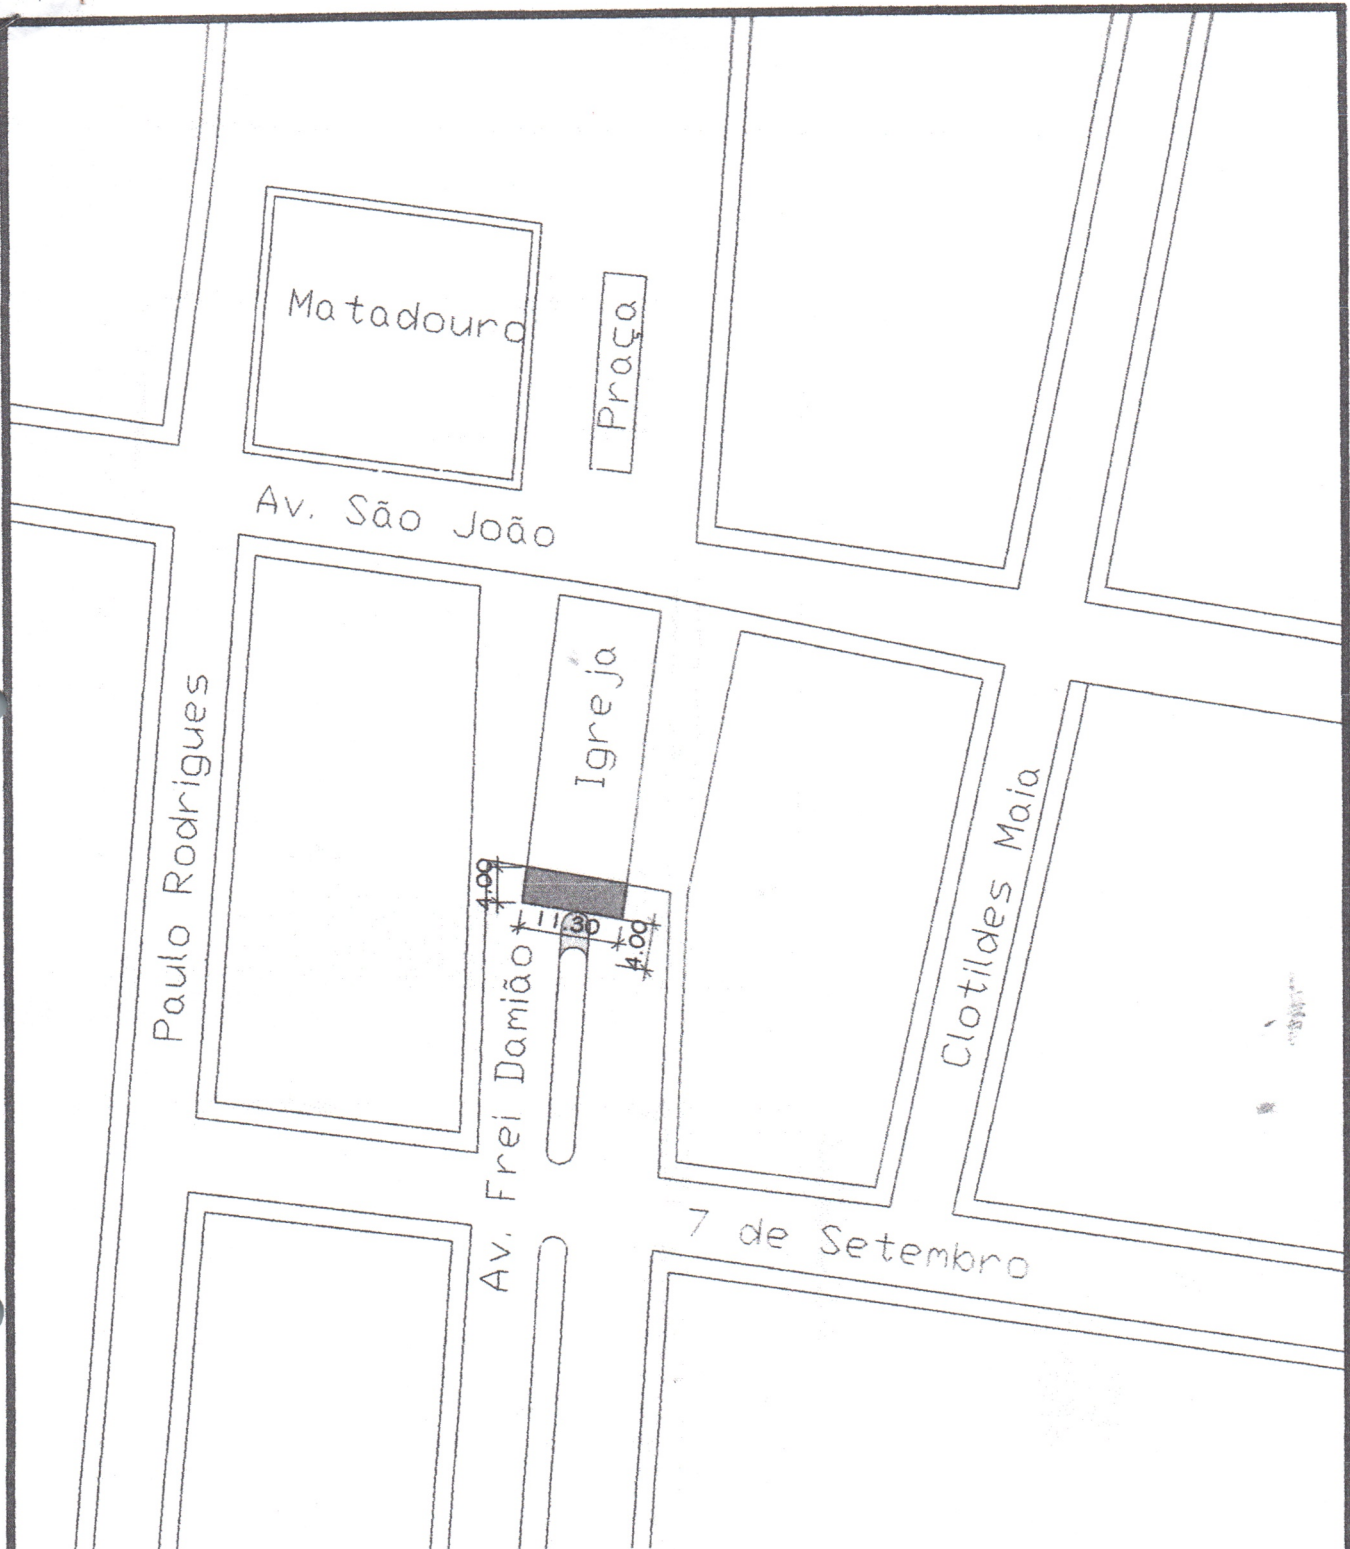 Matadouro
Praça
Av. São João
Igreja
Paulo Rodrigues
Clotildes Maia
4.00
11.30
4.00
Av. Frei Damião
7 de Setembro